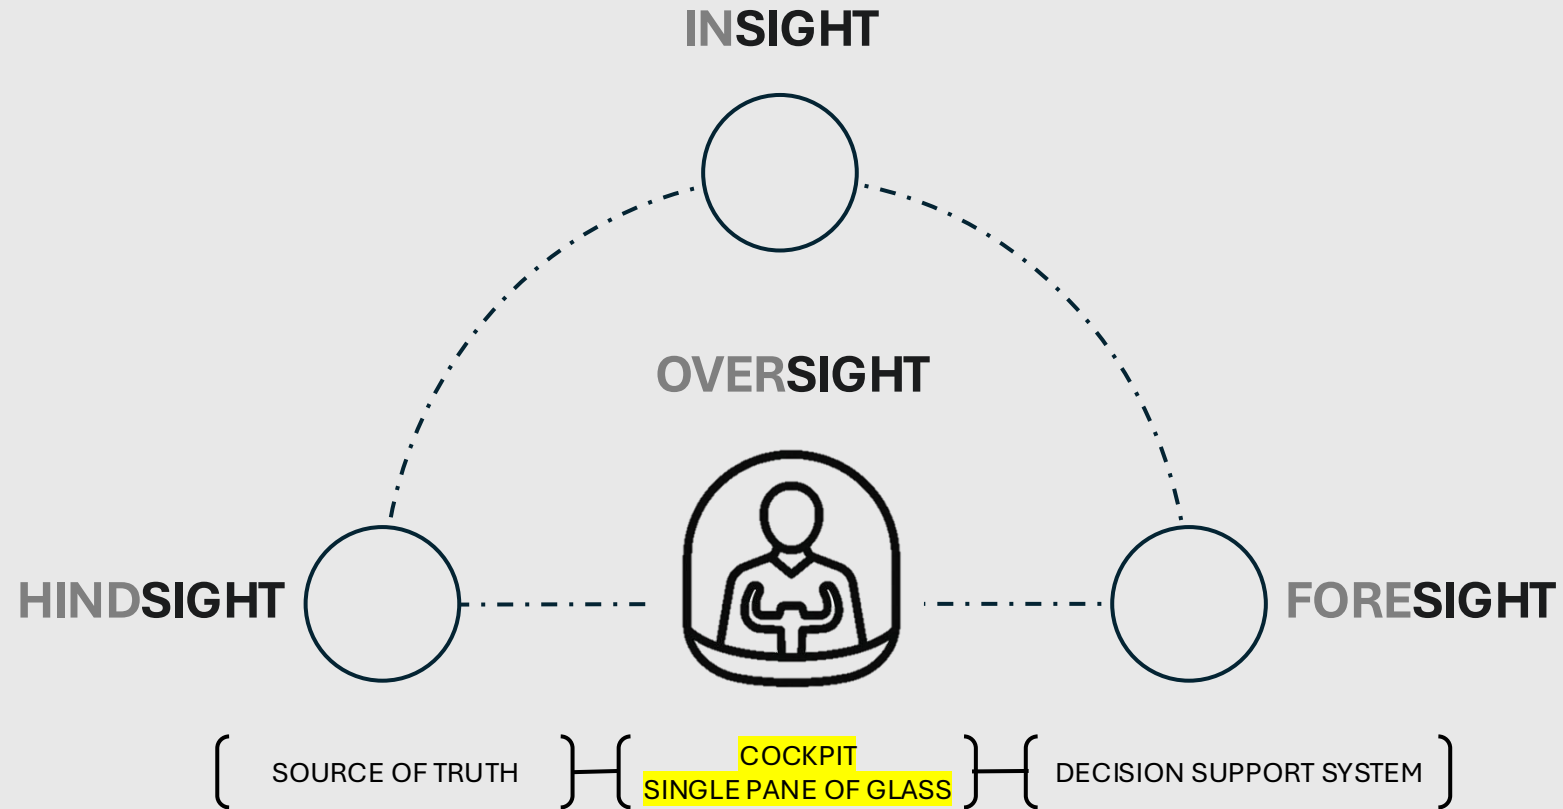 INSIGHT
OVERSIGHT
HINDSIGHT
FORESIGHT
SOURCE OF TRUTH
COCKPIT
SINGLE PANE OF GLASS
DECISION SUPPORT SYSTEM